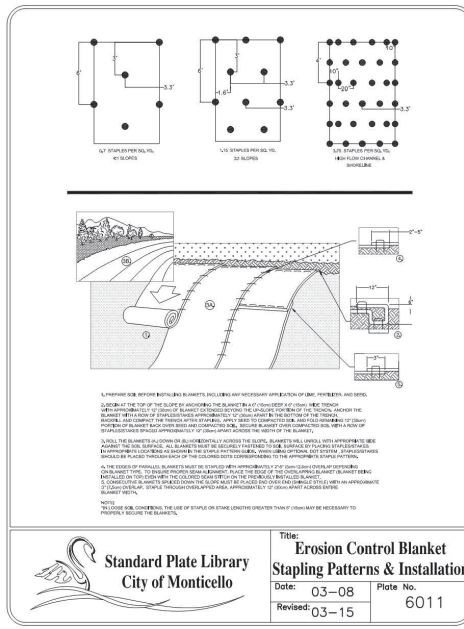 6' 3' 3.3'
0.7 STAPLES PER SQ. YD.
4:1 SLOPES
6' 3' 1.6' 3.3'
1.15 STAPLES PER SQ. YD.
3:1 SLOPES
4' 10" 10" 20" 3.3'
3.75 STAPLES PER SQ. YD.
HIGH FLOW CHANNEL &
SHORELINE
2"-5"
12"
6"
3"
1. PREPARE SOIL BEFORE INSTALLING BLANKETS, INCLUDING ANY NECESSARY APPLICATION OF LIME, FERTILIZER, AND SEED.
2. BEGIN AT THE TOP OF THE SLOPE BY ANCHORING THE BLANKET IN A 6" (15cm) DEEP X 6" (15cm) WIDE TRENCH
WITH APPROXIMATELY 12" (30cm) OF BLANKET EXTENDED BEYOND THE UP-SLOPE PORTION OF THE TRENCH. ANCHOR THE
BLANKET WITH A ROW OF STAPLES/STAKES APPROXIMATELY 12" (30cm) APART IN THE BOTTOM OF THE TRENCH.
BACKFILL AND COMPACT THE TRENCH AFTER STAPLING. APPLY SEED TO COMPACTED SOIL AND FOLD REMAINING 12" (30cm)
PORTION OF BLANKET BACK OVER SEED AND COMPACTED SOIL. SECURE BLANKET OVER COMPACTED SOIL WITH A ROW OF
STAPLES/STAKES SPACED APPROXIMATELY 12" (30cm) APART ACROSS THE WIDTH OF THE BLANKET.
3. ROLL THE BLANKETS (A.) DOWN OR (B.) HORIZONTALLY ACROSS THE SLOPE. BLANKETS WILL UNROLL WITH APPROPRIATE SIDE
AGAINST THE SOIL SURFACE. ALL BLANKETS MUST BE SECURELY FASTENED TO SOIL SURFACE BY PLACING STAPLES/STAKES
IN APPROPRIATE LOCATIONS AS SHOWN IN THE STAPLE PATTERN GUIDE. WHEN USING OPTIONAL DOT SYSTEM, STAPLES/STAKES
SHOULD BE PLACED THROUGH EACH OF THE COLORED DOTS CORRESPONDING TO THE APPROPRIATE STAPLE PATTERN.
4. THE EDGES OF PARALLEL BLANKETS MUST BE STAPLED WITH APPROXIMATELY 2"-5" (5cm-12.5cm) OVERLAP DEPENDING
ON BLANKET TYPE. TO ENSURE PROPER SEAM ALIGNMENT, PLACE THE EDGE OF THE OVERLAPPING BLANKET (BLANKET BEING
INSTALLED ON TOP) EVEN WITH THE COLORED SEAM STITCH ON THE PREVIOUSLY INSTALLED BLANKET.
5. CONSECUTIVE BLANKETS SPLICED DOWN THE SLOPE MUST BE PLACED END OVER END (SHINGLE STYLE) WITH AN APPROXIMATE
3" (7.5cm) OVERLAP. STAPLE THROUGH OVERLAPPED AREA, APPROXIMATELY 12" (30cm) APART ACROSS ENTIRE
BLANKET WIDTH.
NOTE:
*IN LOOSE SOIL CONDITIONS, THE USE OF STAPLE OR STAKE LENGTHS GREATER THAN 6" (15cm) MAY BE NECESSARY TO
PROPERLY SECURE THE BLANKETS.
Standard Plate Library
City of Monticello
Title:
Erosion Control Blanket
Stapling Patterns & Installation
Date: 03-08
Revised: 03-15
Plate No.
6011